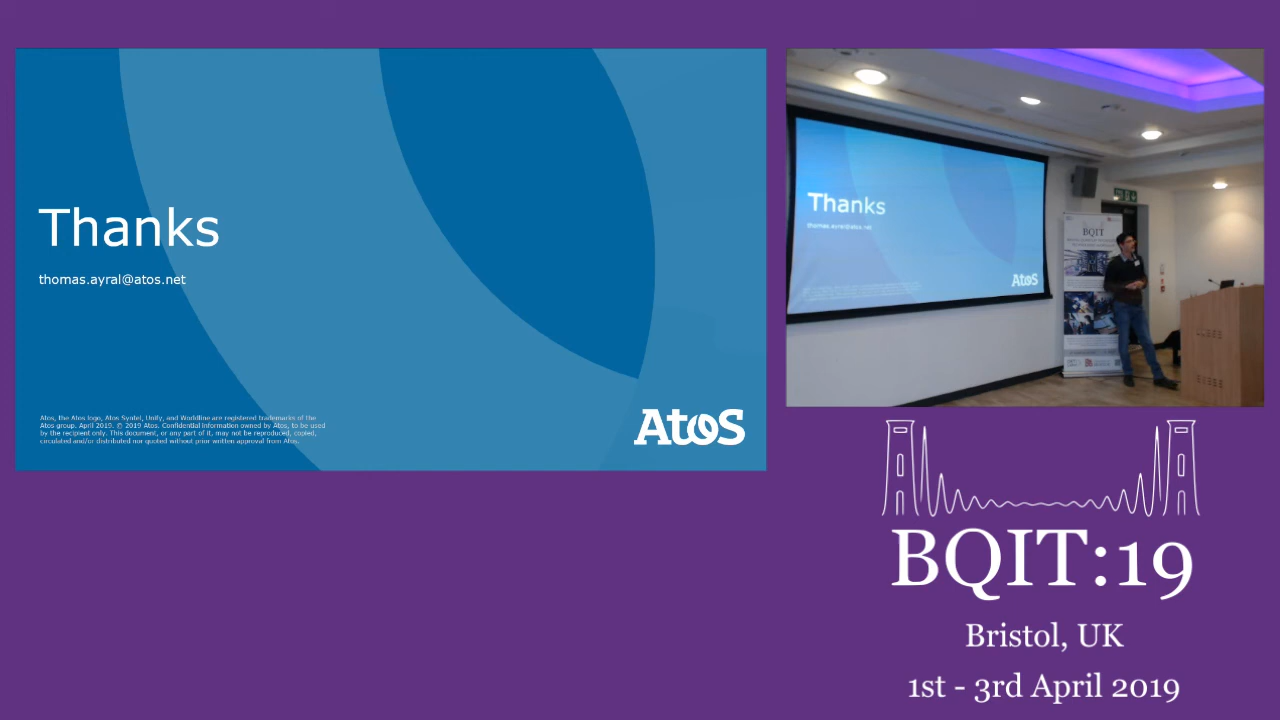 Thanks
thomas.ayral@atos.net
Atos, the Atos logo, Atos Syntel, Unify, and Worldline are registered trademarks of the
Atos group. April 2019. © 2019 Atos. Confidential information owned by Atos, to be used
by the recipient only. This document, or any part of it, may not be reproduced, copied,
circulated and/or distributed nor quoted without prior written approval from Atos.
Atos
Thanks
thomas.ayral@atos.net
Atos
BQIT
BQIT:19
Bristol, UK
1st - 3rd April 2019